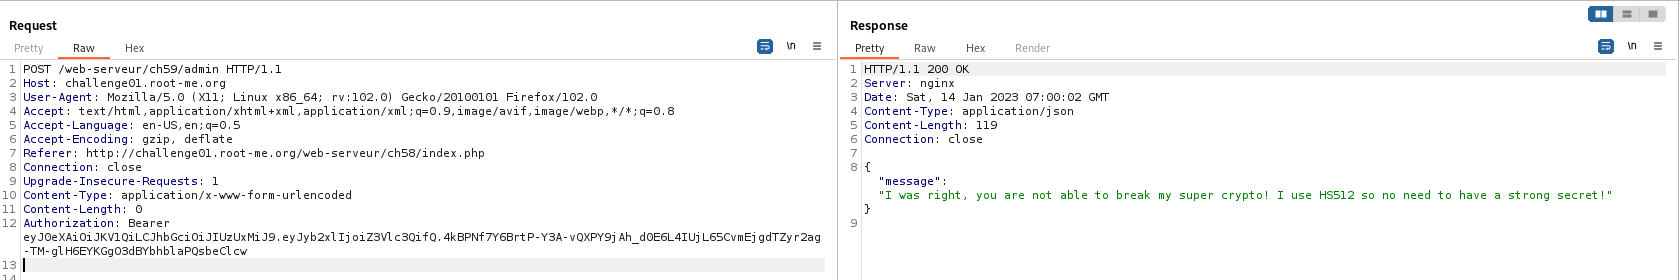 Request
Pretty Raw Hex
\n
1 POST /web-serveur/ch59/admin HTTP/1.1
2 Host: challenge01.root-me.org
3 User-Agent: Mozilla/5.0 (X11; Linux x86_64; rv:102.0) Gecko/20100101 Firefox/102.0
4 Accept: text/html,application/xhtml+xml,application/xml;q=0.9,image/avif,image/webp,*/*;q=0.8
5 Accept-Language: en-US,en;q=0.5
6 Accept-Encoding: gzip, deflate
7 Referer: http://challenge01.root-me.org/web-serveur/ch58/index.php
8 Connection: close
9 Upgrade-Insecure-Requests: 1
10 Content-Type: application/x-www-form-urlencoded
11 Content-Length: 0
12 Authorization: Bearer
eyJ0eXAiOiJKV1QiLCJhbGciOiJIUzUxMiJ9.eyJyb2xlIjoiZ3Vlc3QifQ.4kBPNf7Y6BrtP-Y3A-vQXPY9jAh_d0E6L4IUjL65CvmEjgdTZyr2ag
-TM-glH6EYKGgO3dBYbhblaPQsbeClcw
13
14
Response
Pretty Raw Hex Render
\n
1 HTTP/1.1 200 OK
2 Server: nginx
3 Date: Sat, 14 Jan 2023 07:00:02 GMT
4 Content-Type: application/json
5 Content-Length: 119
6 Connection: close
7
8 {
"message":
"I was right, you are not able to break my super crypto! I use HS512 so no need to have a strong secret!"
}
9